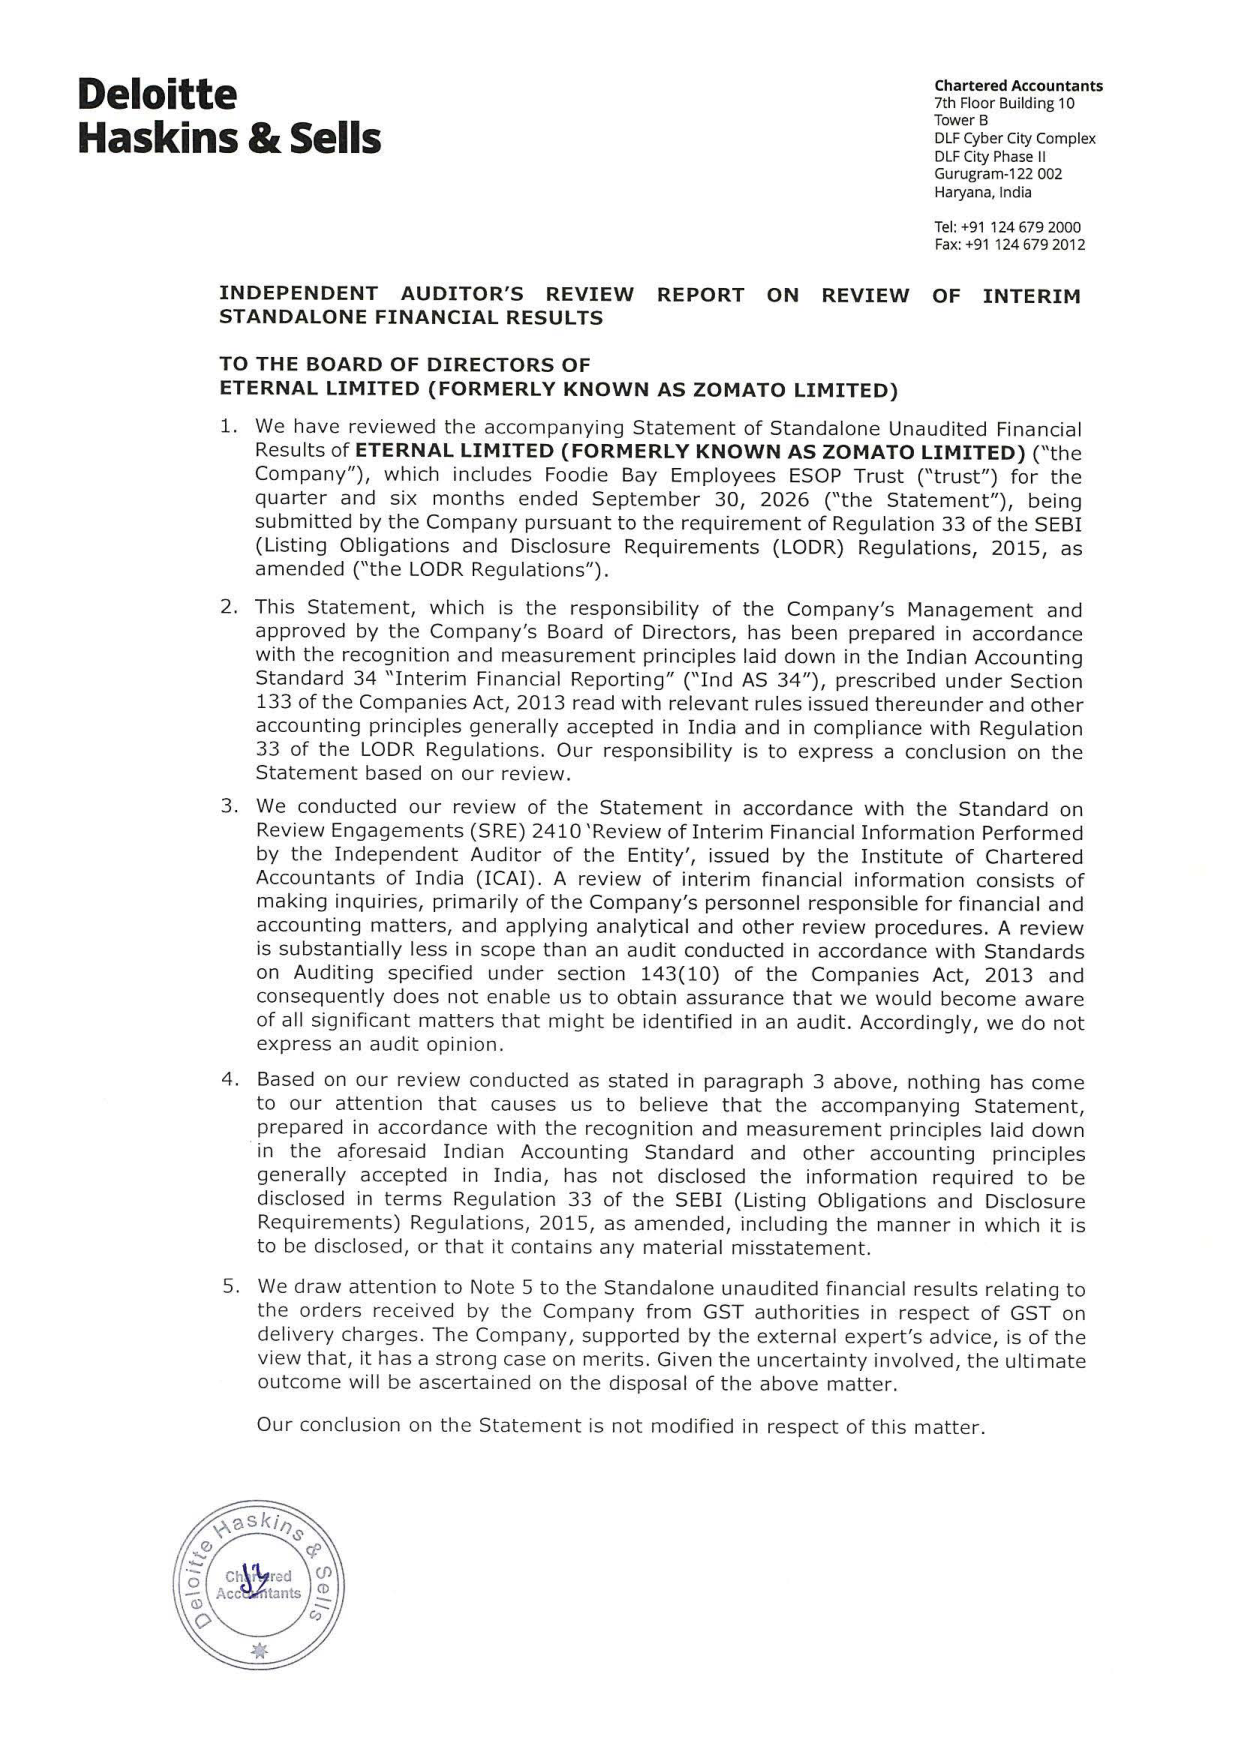 Deloitte
Haskins & Sells
Chartered Accountants
7th Floor Building 10
Tower B
DLF Cyber City Complex
DLF City Phase II
Gurugram-122 002
Haryana, India
Tel: +91 124 679 2000
Fax: +91 124 679 2012
INDEPENDENT AUDITOR'S REVIEW REPORT ON REVIEW OF INTERIM
STANDALONE FINANCIAL RESULTS
TO THE BOARD OF DIRECTORS OF
ETERNAL LIMITED (FORMERLY KNOWN AS ZOMATO LIMITED)
1. We have reviewed the accompanying Statement of Standalone Unaudited Financial
Results of ETERNAL LIMITED (FORMERLY KNOWN AS ZOMATO LIMITED) ("the
Company"), which includes Foodie Bay Employees ESOP Trust ("trust") for the
quarter and six months ended September 30, 2026 ("the Statement"), being
submitted by the Company pursuant to the requirement of Regulation 33 of the SEBI
(Listing Obligations and Disclosure Requirements (LODR) Regulations, 2015, as
amended ("the LODR Regulations").
2. This Statement, which is the responsibility of the Company's Management and
approved by the Company's Board of Directors, has been prepared in accordance
with the recognition and measurement principles laid down in the Indian Accounting
Standard 34 "Interim Financial Reporting" ("Ind AS 34"), prescribed under Section
133 of the Companies Act, 2013 read with relevant rules issued thereunder and other
accounting principles generally accepted in India and in compliance with Regulation
33 of the LODR Regulations. Our responsibility is to express a conclusion on the
Statement based on our review.
3. We conducted our review of the Statement in accordance with the Standard on
Review Engagements (SRE) 2410 'Review of Interim Financial Information Performed
by the Independent Auditor of the Entity', issued by the Institute of Chartered
Accountants of India (ICAI). A review of interim financial information consists of
making inquiries, primarily of the Company's personnel responsible for financial and
accounting matters, and applying analytical and other review procedures. A review
is substantially less in scope than an audit conducted in accordance with Standards
on Auditing specified under section 143(10) of the Companies Act, 2013 and
consequently does not enable us to obtain assurance that we would become aware
of all significant matters that might be identified in an audit. Accordingly, we do not
express an audit opinion.
4. Based on our review conducted as stated in paragraph 3 above, nothing has come
to our attention that causes us to believe that the accompanying Statement,
prepared in accordance with the recognition and measurement principles laid down
in the aforesaid Indian Accounting Standard and other accounting principles
generally accepted in India, has not disclosed the information required to be
disclosed in terms Regulation 33 of the SEBI (Listing Obligations and Disclosure
Requirements) Regulations, 2015, as amended, including the manner in which it is
to be disclosed, or that it contains any material misstatement.
5. We draw attention to Note 5 to the Standalone unaudited financial results relating to
the orders received by the Company from GST authorities in respect of GST on
delivery charges. The Company, supported by the external expert's advice, is of the
view that, it has a strong case on merits. Given the uncertainty involved, the ultimate
outcome will be ascertained on the disposal of the above matter.
Our conclusion on the Statement is not modified in respect of this matter.
Deloitte Haskins & Sells
Chartered
Accountants